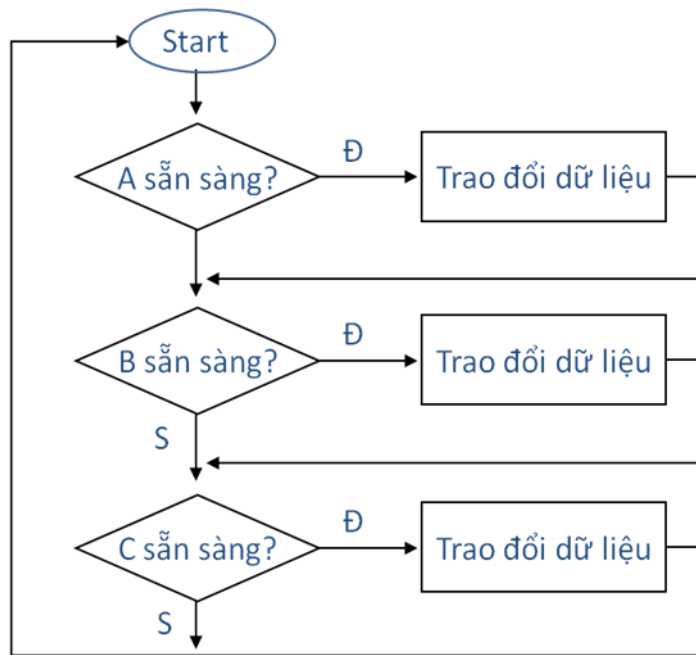 Start
A sẵn sàng?
Đ
Trao đổi dữ liệu
B sẵn sàng?
Đ
Trao đổi dữ liệu
S
C sẵn sàng?
Đ
Trao đổi dữ liệu
S